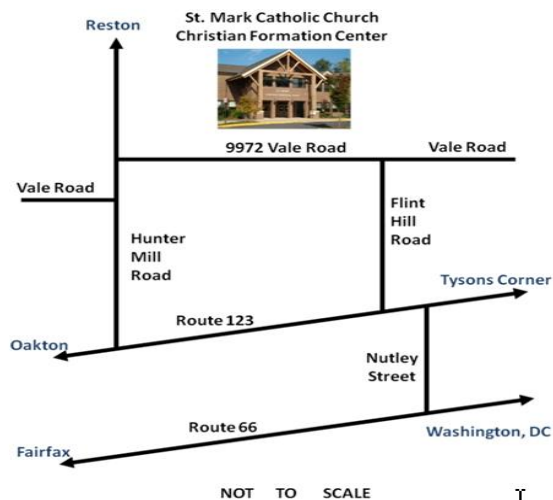 St. Mark Catholic Church
Christian Formation Center
Reston
9972 Vale Road
Vale Road
Vale Road
Flint
Hill
Road
Hunter
Mill
Road
Tysons Corner
Route 123
Oakton
Nutley
Street
Route 66
Washington, DC
Fairfax
NOT TO SCALE